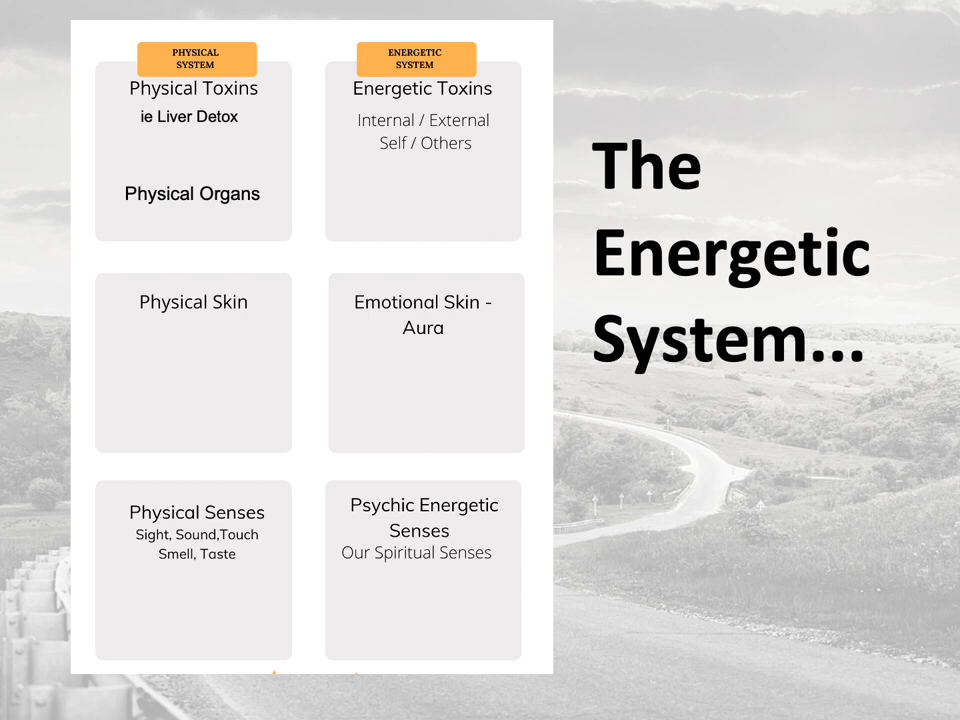 PHYSICAL
SYSTEM
Physical Toxins
ie Liver Detox
Physical Organs
ENERGETIC
SYSTEM
Energetic Toxins
Internal / External
Self / Others
Physical Skin
Emotional Skin -
Aura
Physical Senses
Sight, Sound,Touch
Smell, Taste
Psychic Energetic
Senses
Our Spiritual Senses
The
Energetic
System...